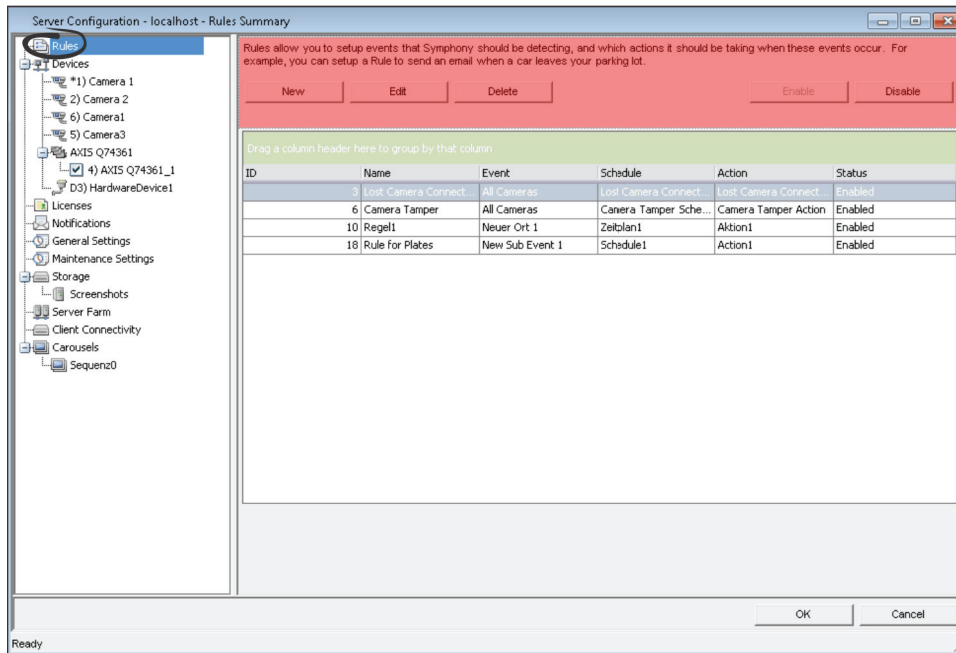 Server Configuration - localhost - Rules Summary
Rules
Devices
*1) Camera 1
2) Camera 2
6) Camera1
5) Camera3
AXIS Q74361
4) AXIS Q74361_1
D3) HardwareDevice1
Licenses
Notifications
General Settings
Maintenance Settings
Storage
Screenshots
Server Farm
Client Connectivity
Carousels
Sequenz0
Rules allow you to setup events that Symphony should be detecting, and which actions it should be taking when these events occur. For
example, you can setup a Rule to send an email when a car leaves your parking lot.
New Edit Delete Enable Disable
Drag a column header here to group by that column
ID Name Event Schedule Action Status
3 Lost Camera Connect... All Cameras Lost Camera Connect... Lost Camera Connect... Enabled
6 Camera Tamper All Cameras Canera Tamper Sche... Camera Tamper Action Enabled
10 Regel1 Neuer Ort 1 Zeitplan1 Aktion1 Enabled
18 Rule for Plates New Sub Event 1 Schedule1 Action1 Enabled
OK Cancel
Ready